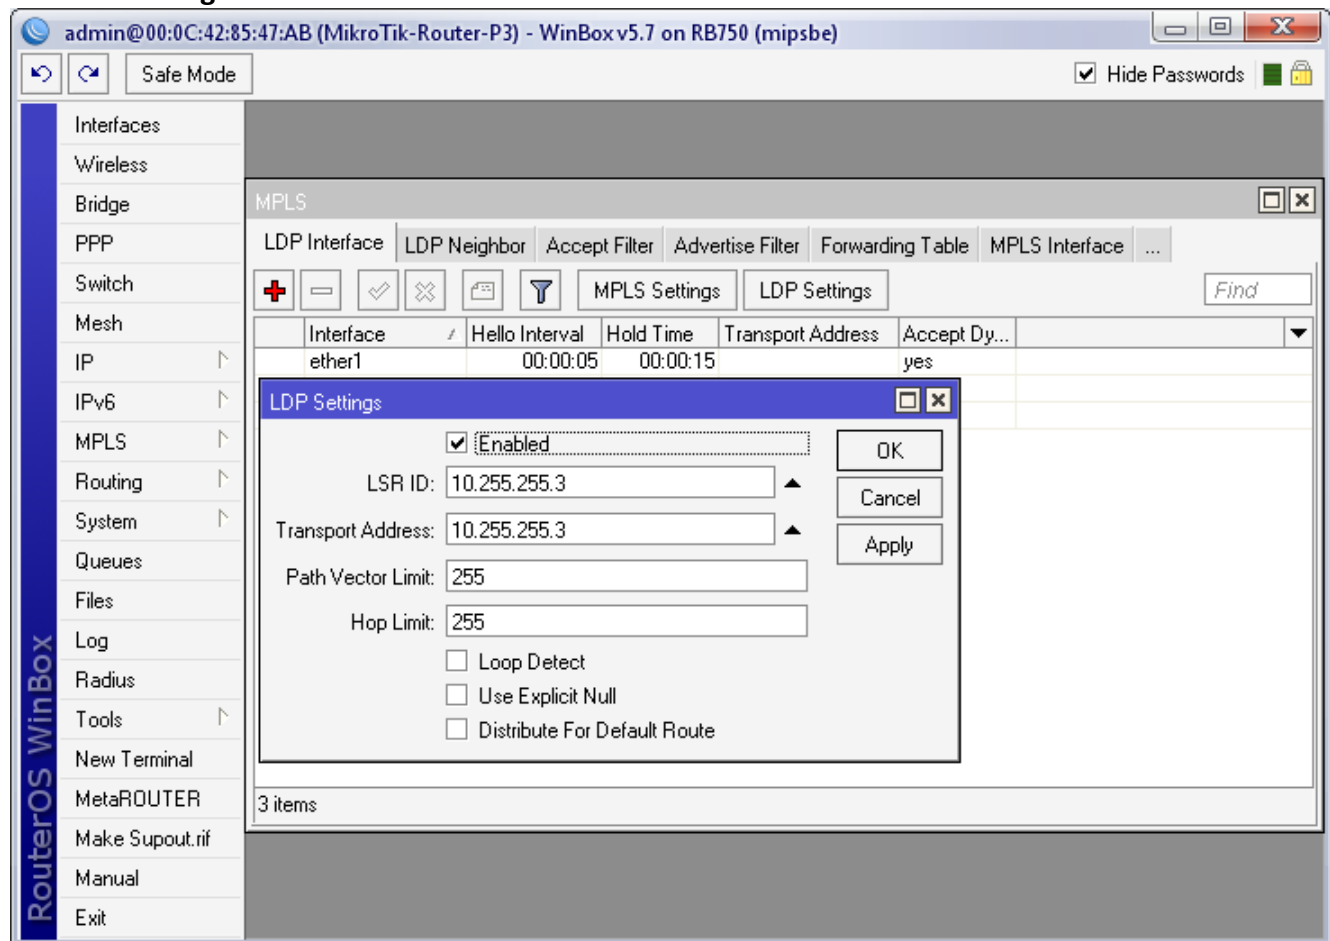 admin@00:0C:42:85:47:AB (MikroTik-Router-P3) - WinBox v5.7 on RB750 (mipsbe)
Safe Mode
Hide Passwords
Interfaces
Wireless
Bridge
PPP
Switch
Mesh
IP
IPv6
MPLS
Routing
System
Queues
Files
Log
Radius
Tools
New Terminal
MetaROUTER
Make Supout.rif
Manual
Exit
RouterOS WinBox
MPLS
LDP Interface LDP Neighbor Accept Filter Advertise Filter Forwarding Table MPLS Interface ...
MPLS Settings LDP Settings Find
Interface Hello Interval Hold Time Transport Address Accept Dy...
ether1 00:00:05 00:00:15 yes
LDP Settings
Enabled
LSR ID: 10.255.255.3
Transport Address: 10.255.255.3
Path Vector Limit: 255
Hop Limit: 255
Loop Detect
Use Explicit Null
Distribute For Default Route
OK
Cancel
Apply
3 items